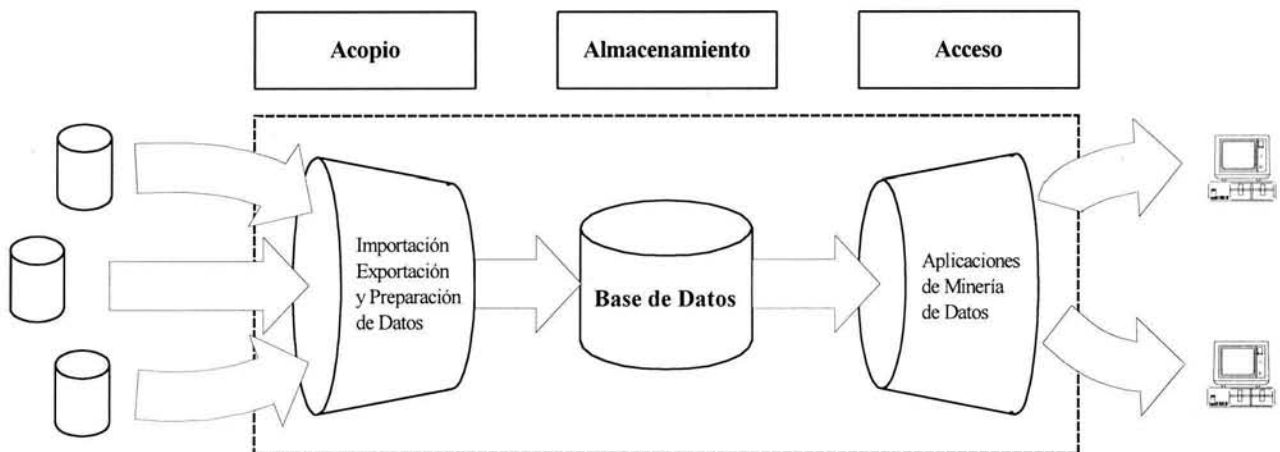 Acopio
Almacenamiento
Acceso
Importación
Exportación
y Preparación
de Datos
Base de Datos
Aplicaciones
de Minería
de Datos